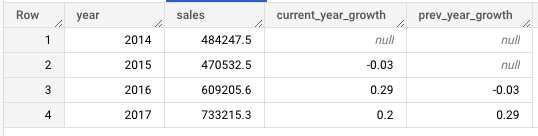 Row year sales current_year_growth prev_year_growth
1 2014 484247.5 null null
2 2015 470532.5 -0.03 null
3 2016 609205.6 0.29 -0.03
4 2017 733215.3 0.2 0.29